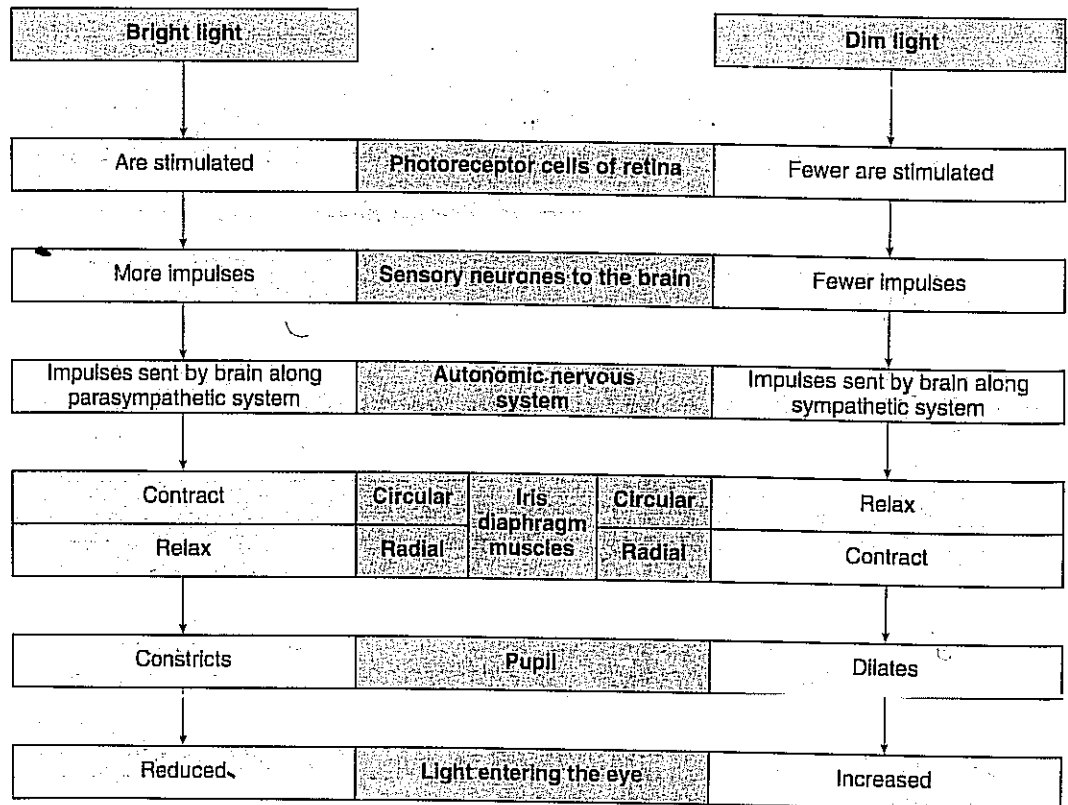 Bright light
Dim light
Are stimulated
Photoreceptor cells of retina
Fewer are stimulated
More impulses
Sensory neurones to the brain
Fewer impulses
Impulses sent by brain along
parasympathetic system
Autonomic nervous
system
Impulses sent by brain along
sympathetic system
Contract
Relax
Circular
Radial
Iris
diaphragm
muscles
Circular
Radial
Relax
Contract
Constricts
Pupil
Dilates
Reduced
Light entering the eye
Increased